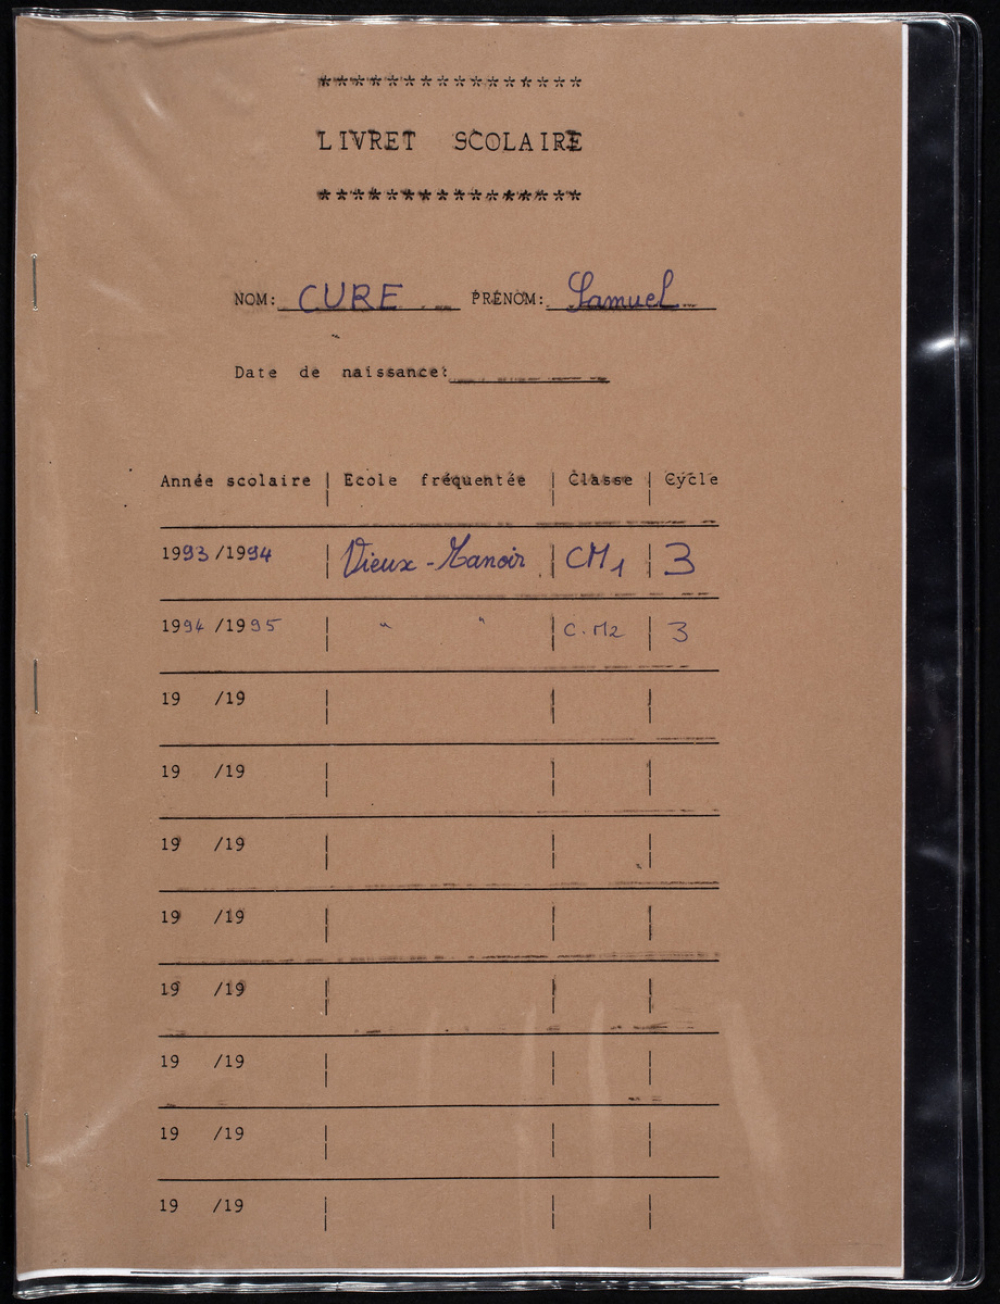 ****************
LIVRET SCOLAIRE
****************
NOM: CURE PRÉNOM: Samuel
Date de naissance:
Année scolaire | Ecole fréquentée | Classe | Cycle
1993/1994 | Vieux-Manoir | CM1 | 3
1994/1995 | " " | C.M2 | 3
19 /19
19 /19
19 /19
19 /19
19 /19
19 /19
19 /19
19 /19